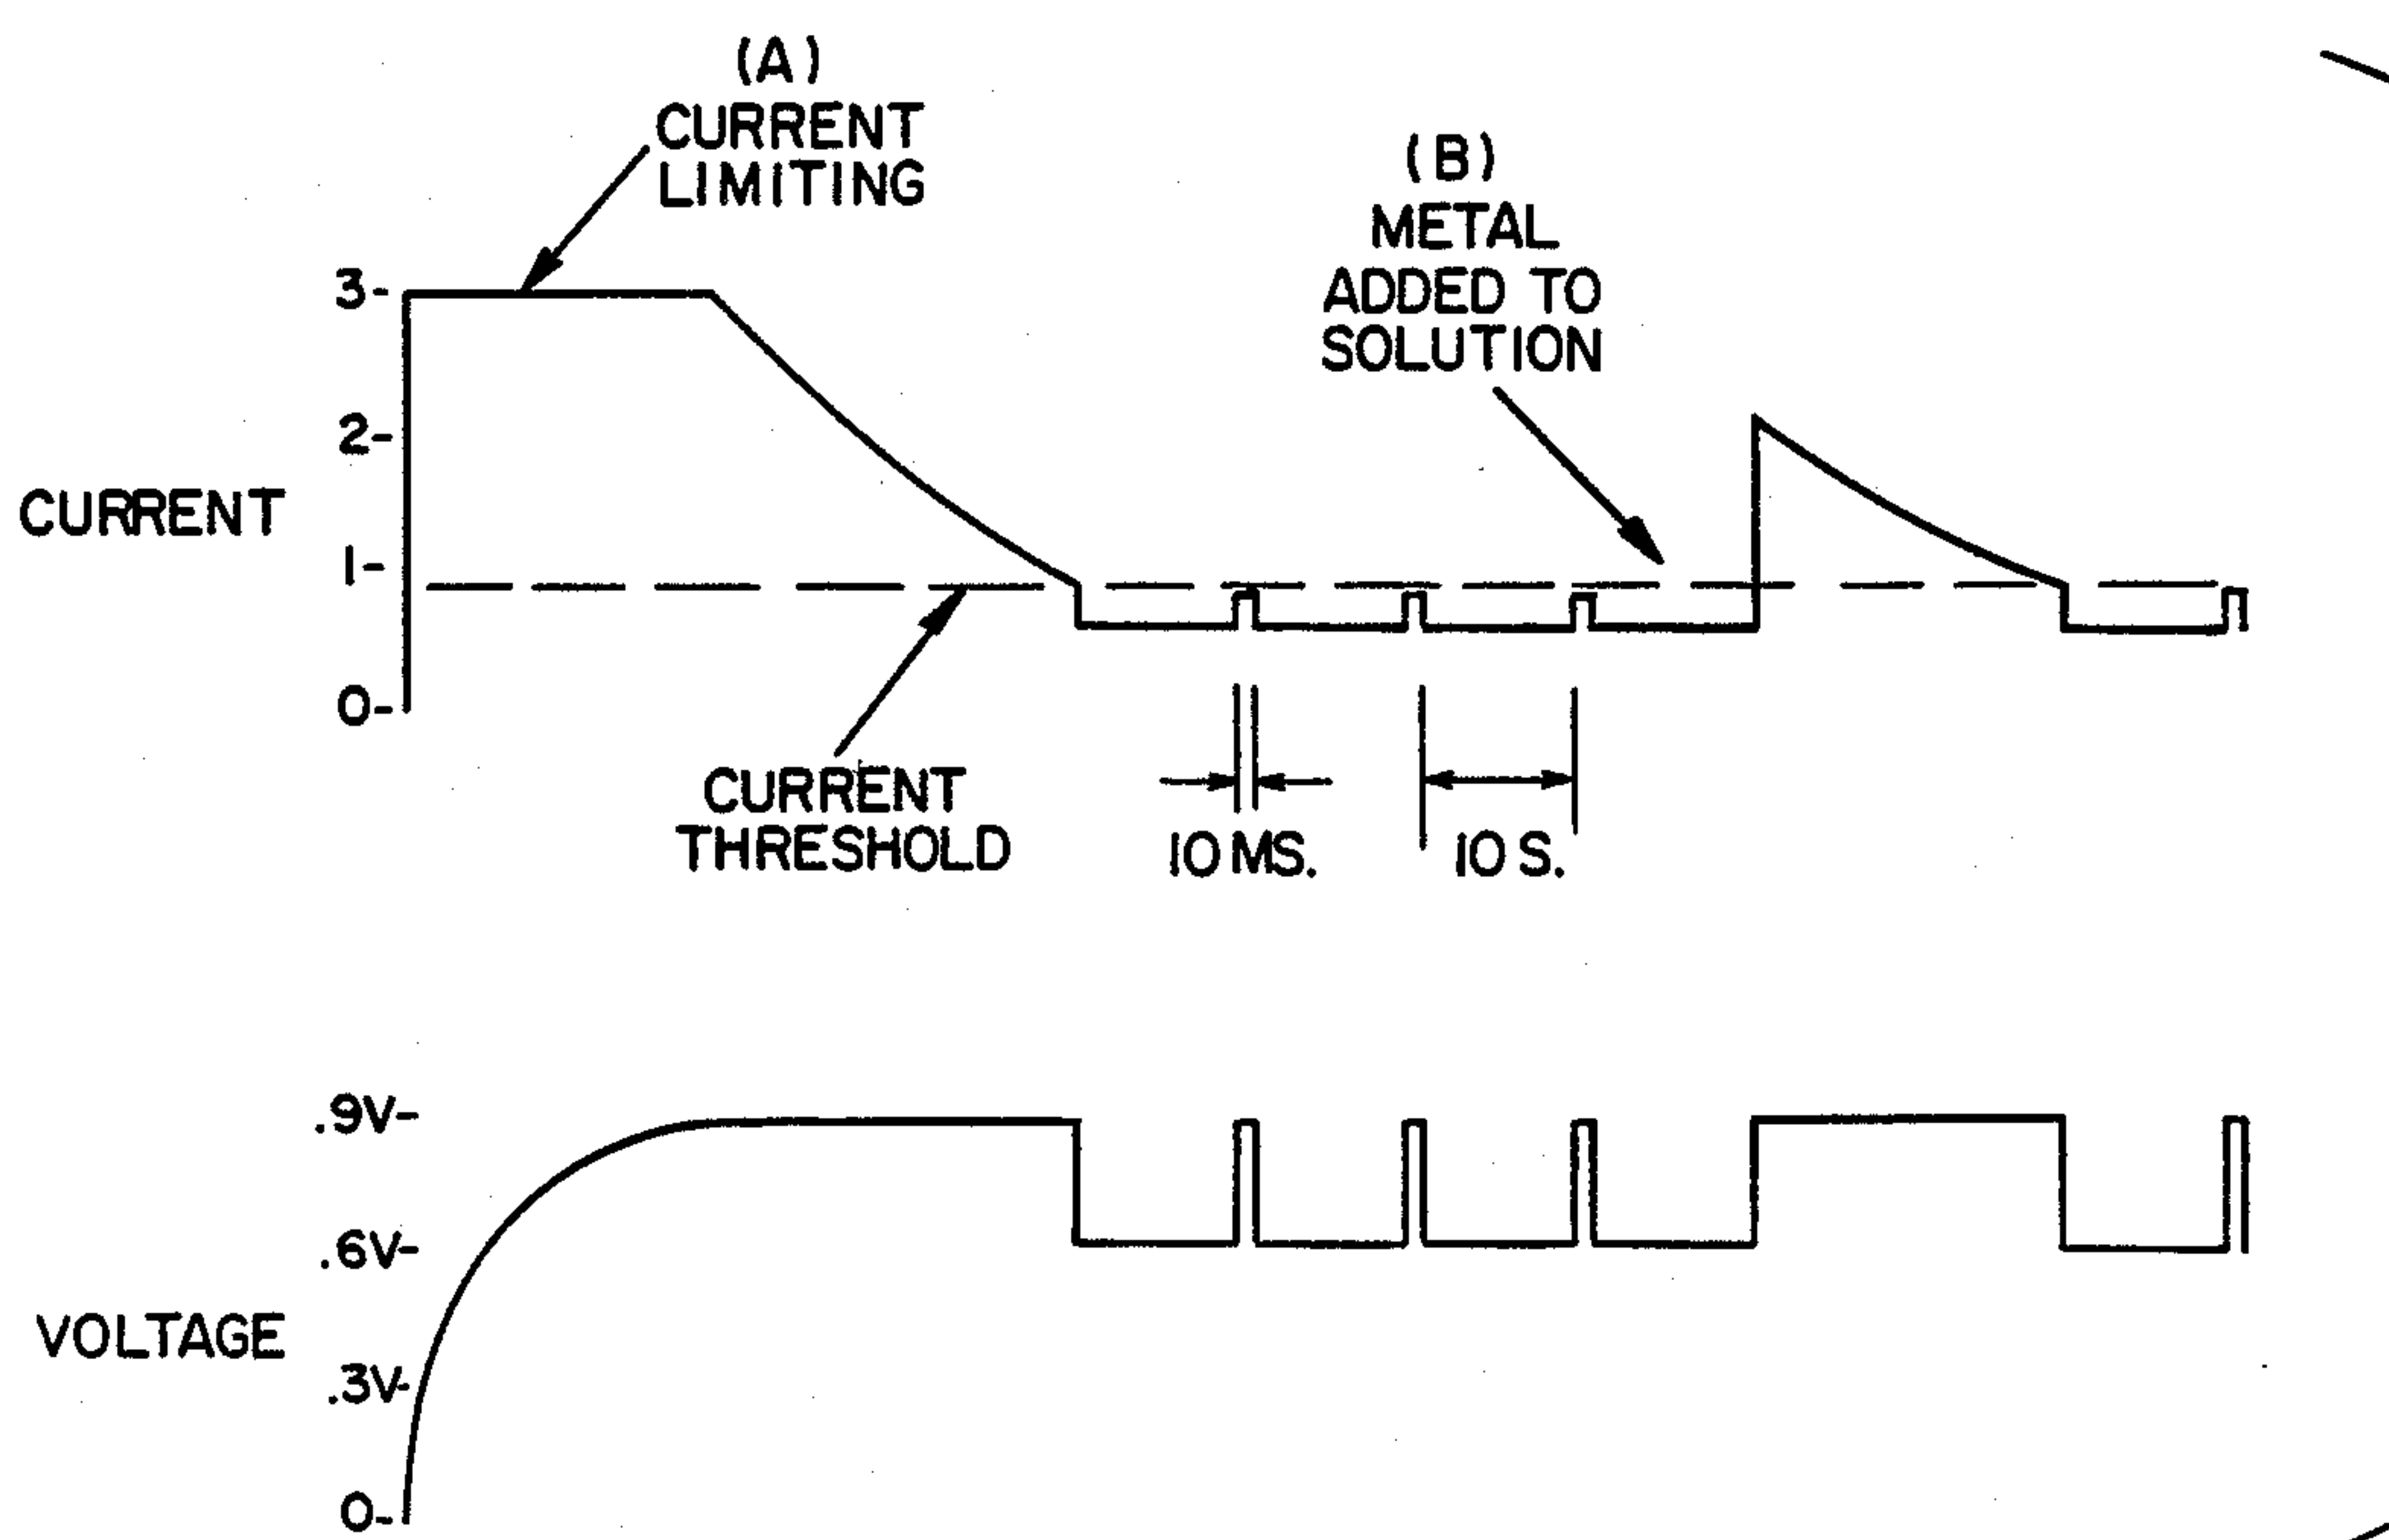 (A)
CURRENT
LIMITING
(B)
METAL
ADDED TO
SOLUTION
3-
2-
CURRENT
1-
0-
CURRENT
THRESHOLD
10 MS.
10 S.
.9V-
.6V-
VOLTAGE
.3V-
0-